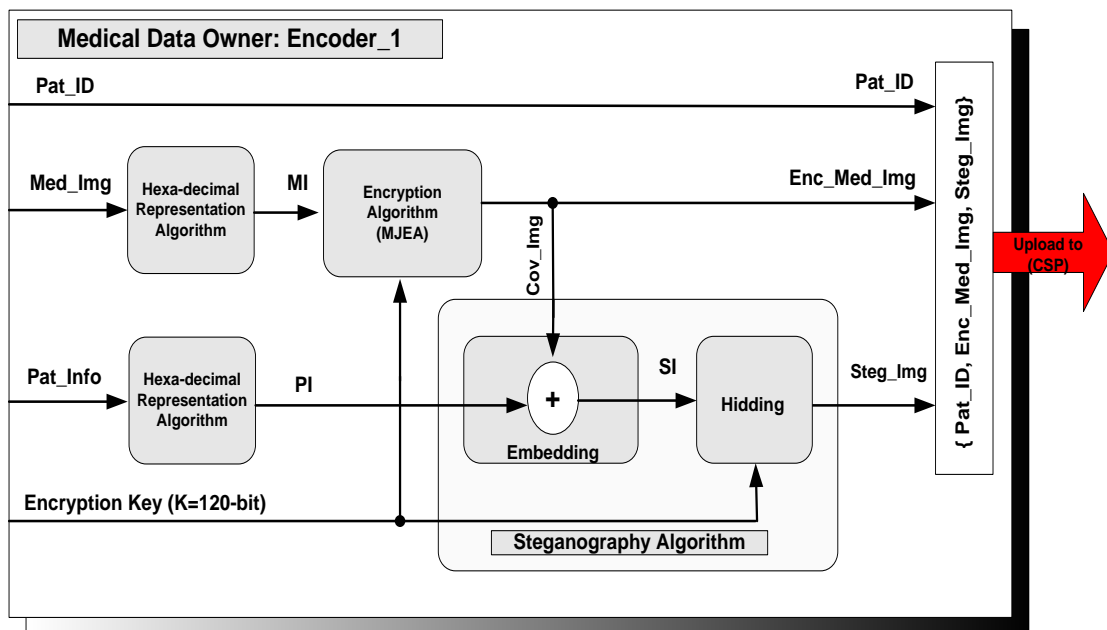 Medical Data Owner: Encoder_1
Pat_ID
Pat_ID
Med_Img
Hexa-decimal
Representation
Algorithm
MI
Encryption
Algorithm
(MJEA)
Enc_Med_Img
Cov_Img
Pat_Info
Hexa-decimal
Representation
Algorithm
PI
+
Embedding
SI
Hidding
Steg_Img
Encryption Key (K=120-bit)
Steganography Algorithm
{ Pat_ID, Enc_Med_Img, Steg_Img}
Upload to
(CSP)